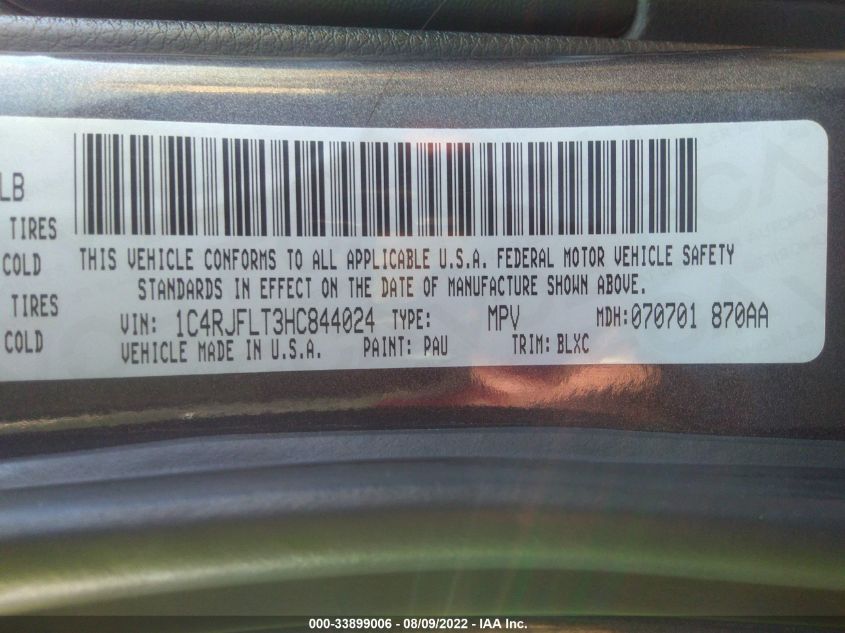 LB
TIRES
COLD
TIRES
COLD
THIS VEHICLE CONFORMS TO ALL APPLICABLE U.S.A. FEDERAL MOTOR VEHICLE SAFETY
STANDARDS IN EFFECT ON THE DATE OF MANUFACTURE SHOWN ABOVE.
VIN: 1C4RJFLT3HC844024 TYPE: MPV MDH:070701 870AA
VEHICLE MADE IN U.S.A. PAINT: PAU TRIM: BLXC
000-33899006 - 08/09/2022 - IAA Inc.